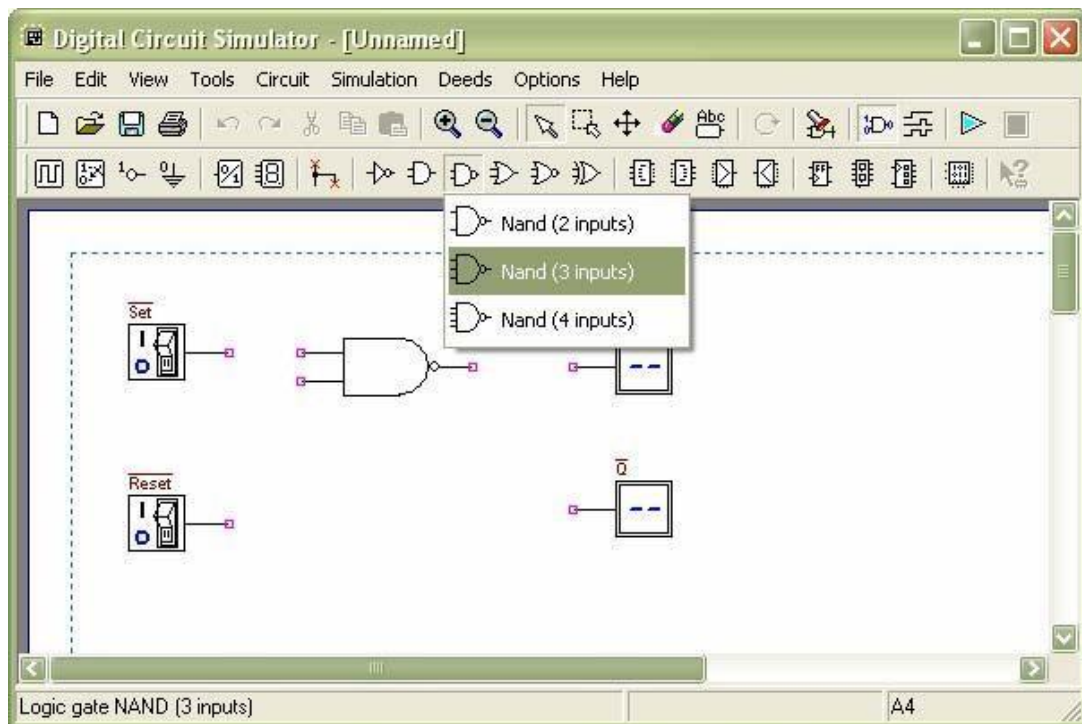 Digital Circuit Simulator - [Unnamed]
File Edit View Tools Circuit Simulation Deeds Options Help
Abc
Nand (2 inputs)
Nand (3 inputs)
Nand (4 inputs)
Set
Reset
Q
Logic gate NAND (3 inputs)
A4